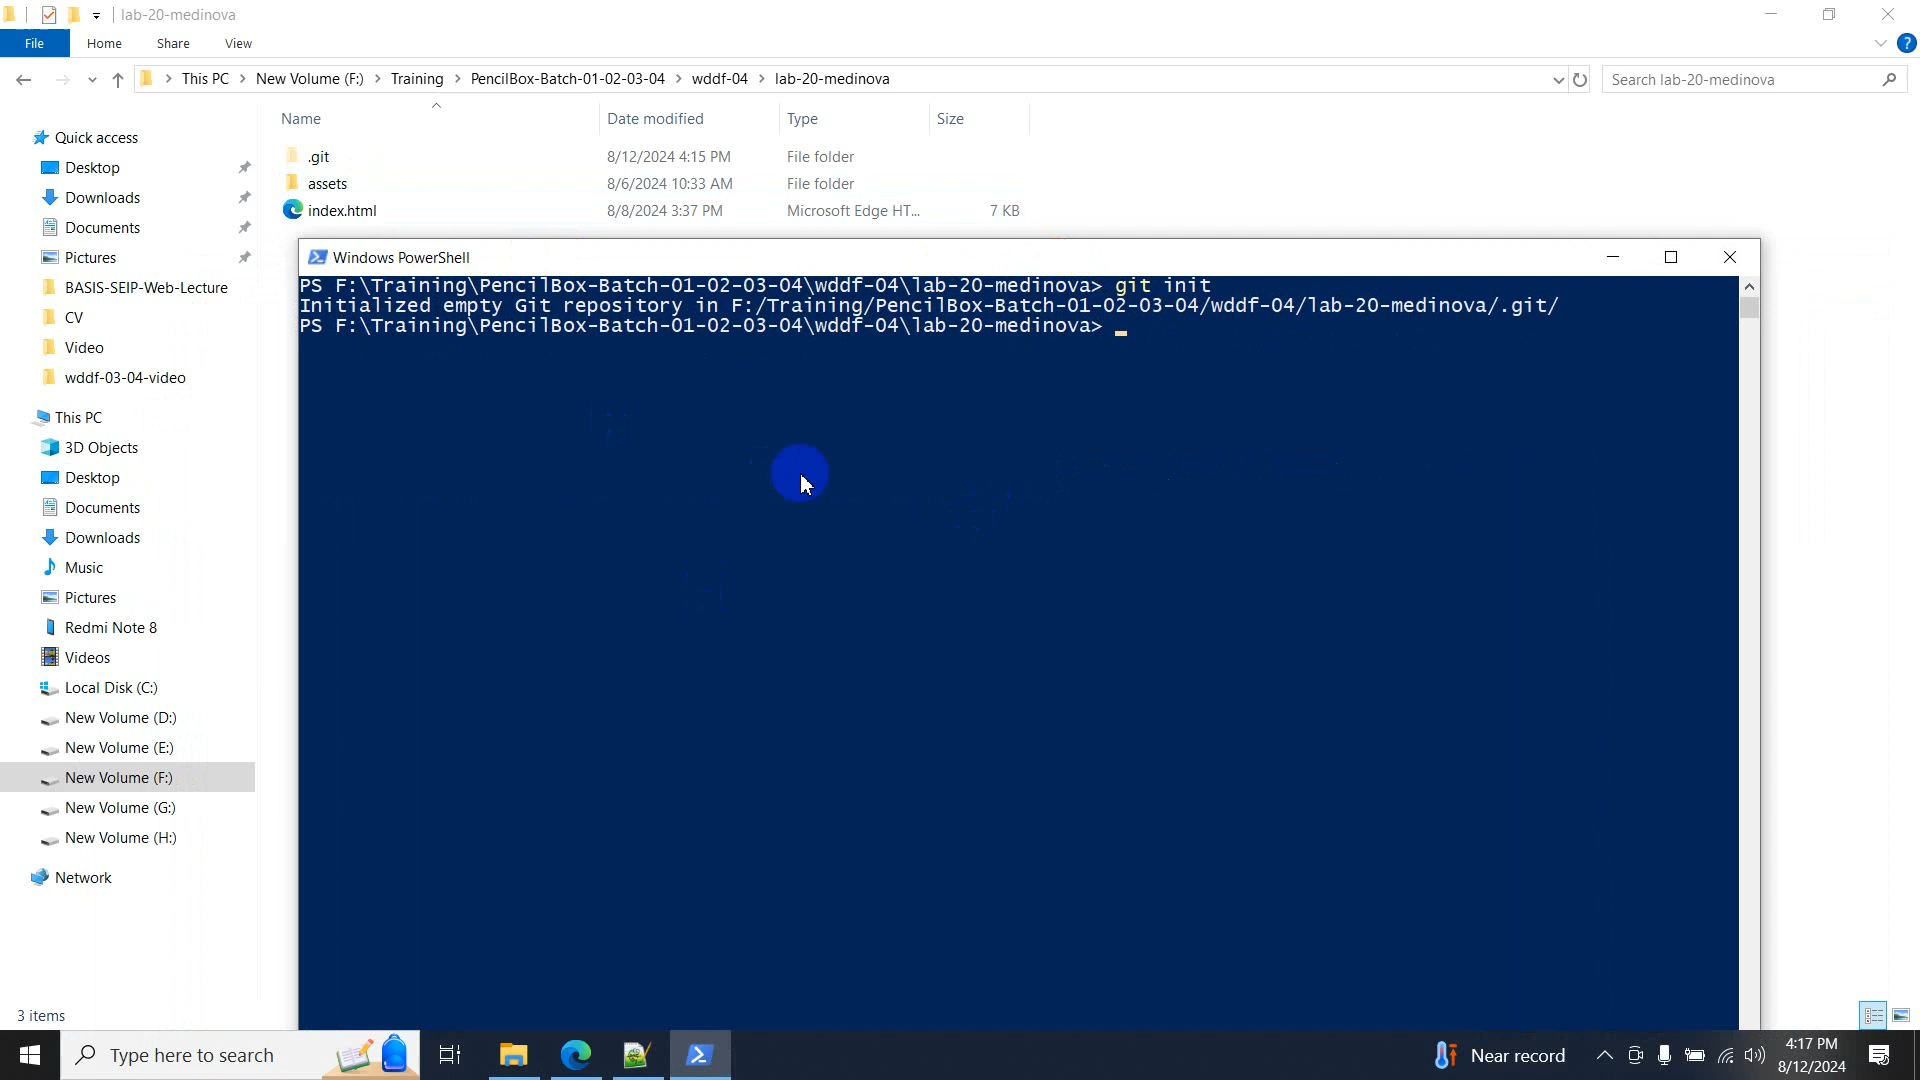 lab-20-medinova
File Home Share View
This PC New Volume (F:) Training PencilBox-Batch-01-02-03-04 wddf-04 lab-20-medinova
Search lab-20-medinova
Name Date modified Type Size
.git 8/12/2024 4:15 PM File folder
assets 8/6/2024 10:33 AM File folder
index.html 8/8/2024 3:37 PM Microsoft Edge HT... 7 KB
Quick access
Desktop
Downloads
Documents
Pictures
BASIS-SEIP-Web-Lecture
CV
Video
wddf-03-04-video
This PC
3D Objects
Desktop
Documents
Downloads
Music
Pictures
Redmi Note 8
Videos
Local Disk (C:)
New Volume (D:)
New Volume (E:)
New Volume (F:)
New Volume (G:)
New Volume (H:)
Network
3 items
Windows PowerShell
PS F:\Training\PencilBox-Batch-01-02-03-04\wddf-04\lab-20-medinova> git init
Initialized empty Git repository in F:/Training/PencilBox-Batch-01-02-03-04/wddf-04/lab-20-medinova/.git/
PS F:\Training\PencilBox-Batch-01-02-03-04\wddf-04\lab-20-medinova>
Type here to search
Near record
4:17 PM
8/12/2024